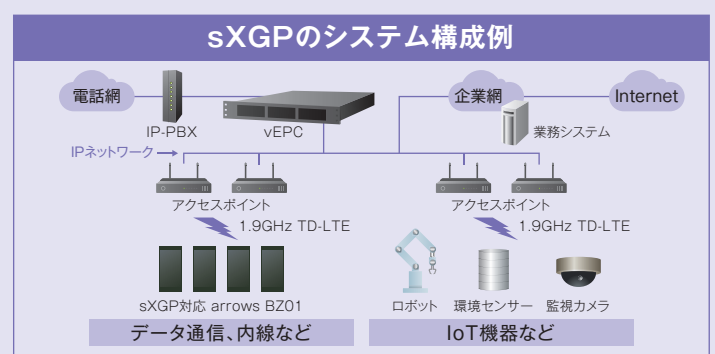 sXGPのシステム構成例
電話網
IP-PBX
vEPC
企業網
Internet
業務システム
IPネットワーク
アクセスポイント
アクセスポイント
1.9GHz TD-LTE
1.9GHz TD-LTE
sXGP対応 arrows BZ01
ロボット
環境センサー
監視カメラ
データ通信、内線など
IoT機器など